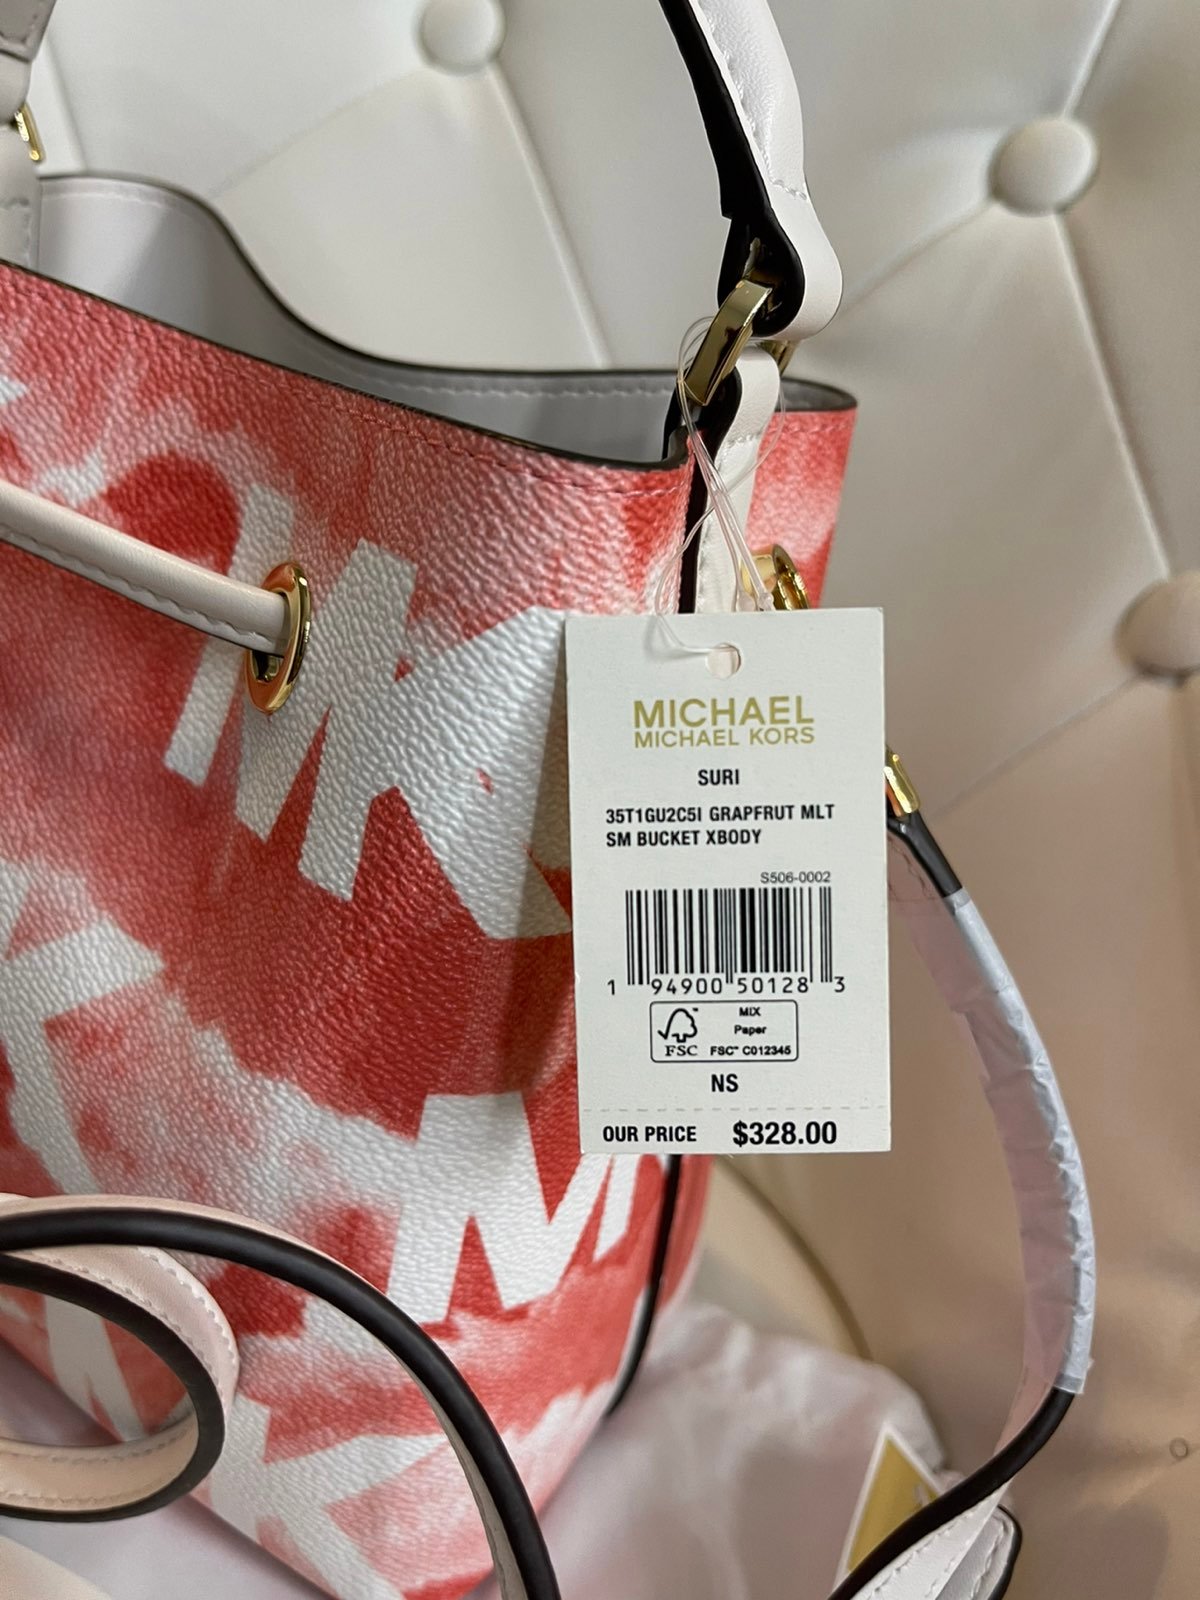 MK
M
MICHAEL
MICHAEL KORS
SURI
35T1GU2C5I GRAPFRUT MLT
SM BUCKET XBODY
S506-0002
1 94900 50128 3
MIX
Paper
FSC
FSC™ C012345
NS
OUR PRICE $328.00